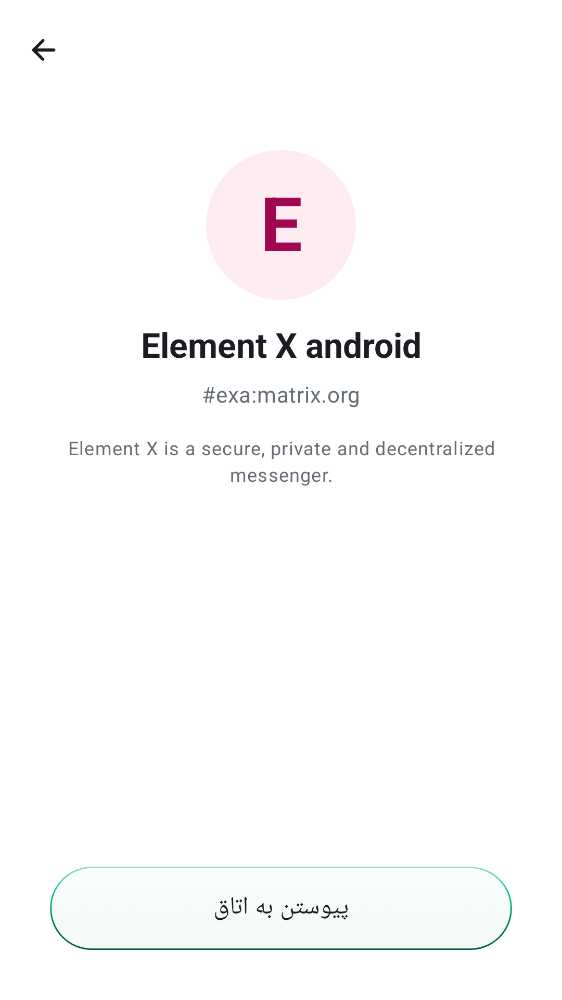 E
Element X android
#exa:matrix.org
Element X is a secure, private and decentralized
messenger.
پیوستن به اتاق